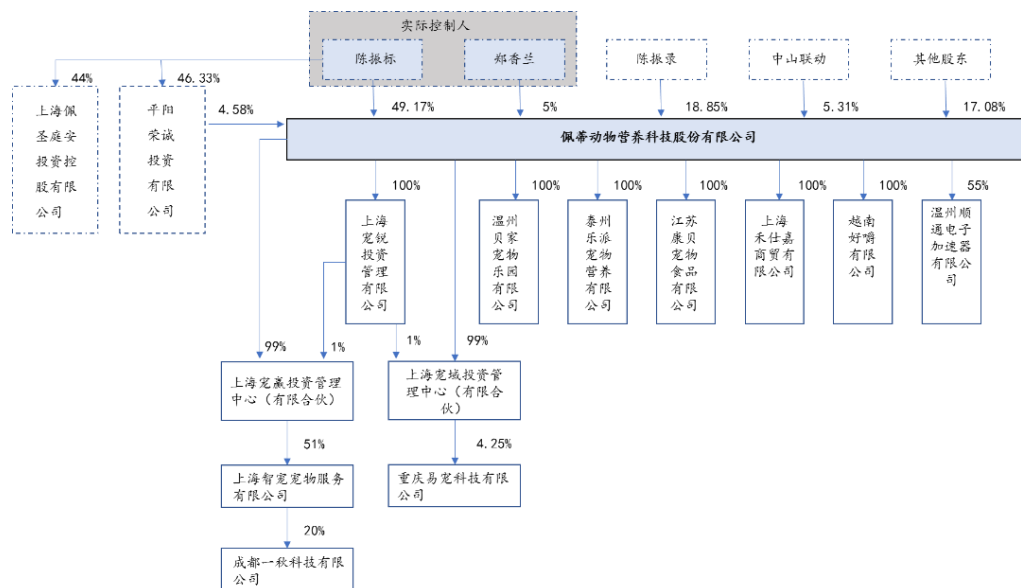 实际控制人
陈振标
郑香兰
陈振录
中山联动
其他股东
44%
46.33%
4.58%
49.17%
5%
18.85%
5.31%
17.08%
上海佩
圣庭安
投资控
股有限
公司
平阳
荣诚
投资
有限
公司
佩蒂动物营养科技股份有限公司
100%
100%
100%
100%
100%
100%
55%
上海
宠锐
投资
管理
有限
公司
温州
贝家
宠物
乐园
有限
公司
泰州
乐派
宠物
营养
有限
公司
江苏
康贝
宠物
食品
有限
公司
上海
禾仕嘉
商贸有
限公司
越南
好嚼
有限
公司
温州顺
通电子
加速器
有限公
司
99%
1%
1%
99%
上海宠赢投资管理
中心（有限合伙）
上海宠域投资管
理中心（有限合
伙）
51%
4.25%
上海智宠宠物服务
有限公司
重庆易宠科技有限
公司
20%
成都一秋科技有限
公司